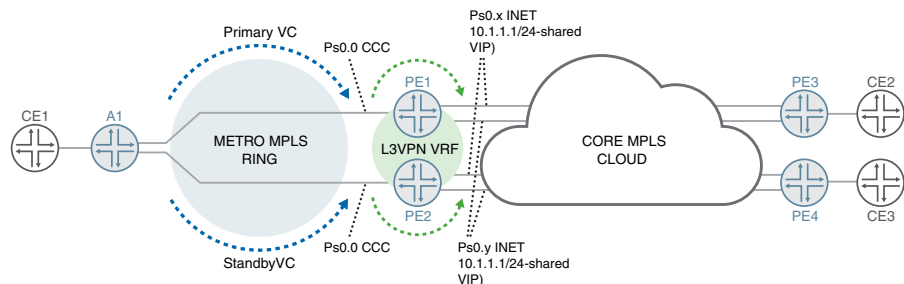 Primary VC
Ps0.0 CCC
Ps0.x INET
10.1.1.1/24-shared
VIP)
CE1
A1
PE1
PE3
CE2
METRO MPLS
RING
L3VPN VRF
CORE MPLS
CLOUD
PE2
PE4
CE3
StandbyVC
Ps0.0 CCC
Ps0.y INET
10.1.1.1/24-shared
VIP)